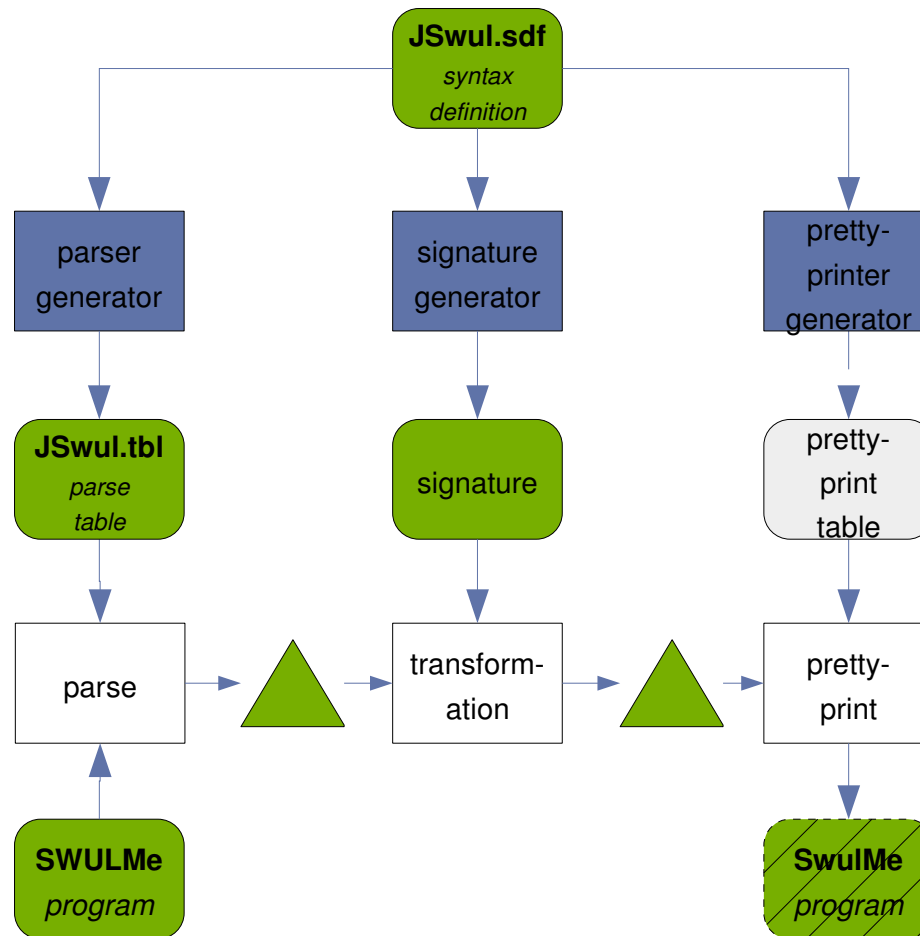 JSwul.sdf
syntax
definition
parser
generator
signature
generator
pretty-
printer
generator
JSwul.tbl
parse
table
signature
pretty-
print
table
parse
transform-
ation
pretty-
print
SWULMe
program
SwulMe
program